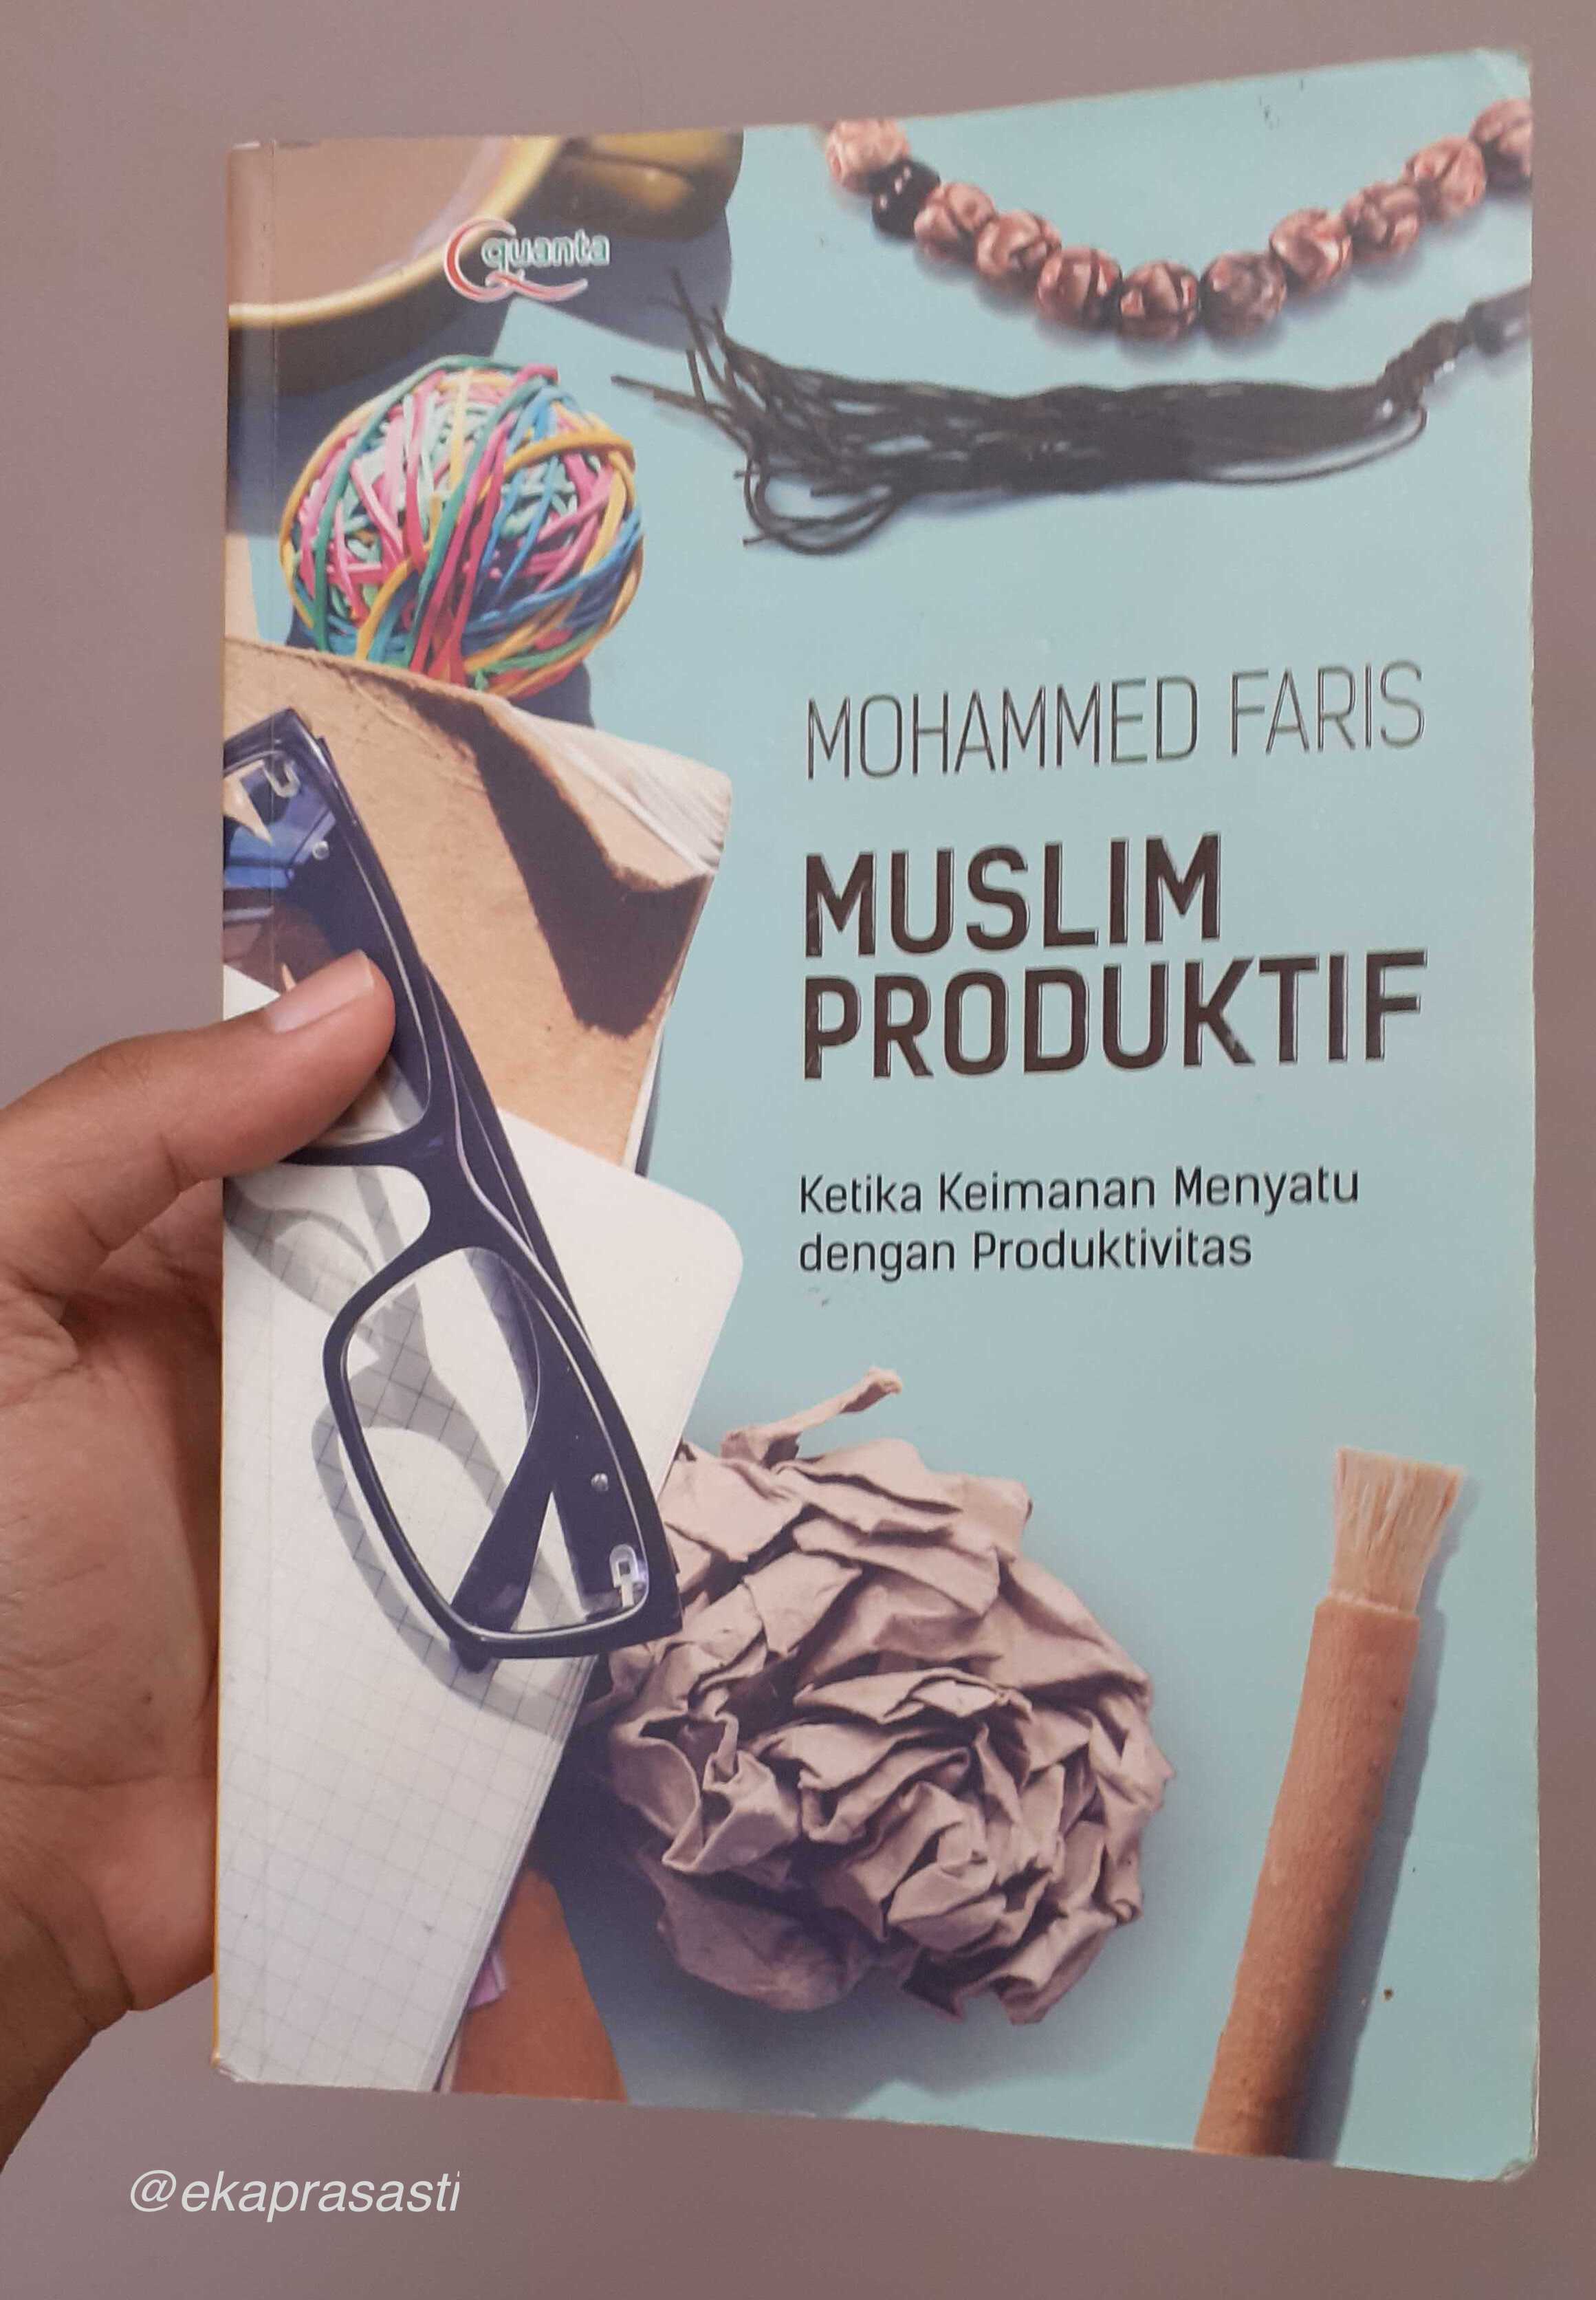 quanta
MOHAMMED FARIS
MUSLIM
PRODUKTIF
Ketika Keimanan Menyatu
dengan Produktivitas
@ekaprasasti